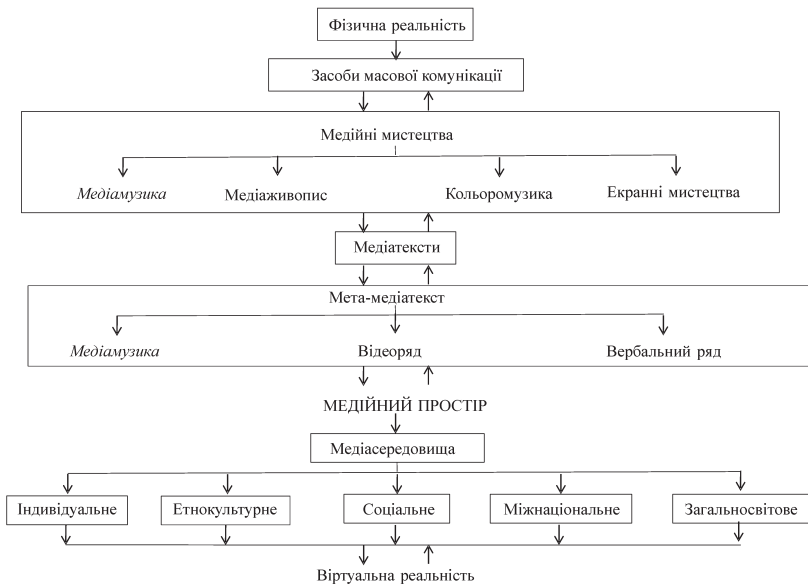 Фізична реальність
Засоби масової комунікації
Медійні мистецтва
Медіамузика Медіаживопис Кольоромузика Екранні мистецтва
Медіатексти
Мета-медіатекст
Медіамузика Відеоряд Вербальний ряд
МЕДІЙНИЙ ПРОСТІР
Медіасередовища
Індивідуальне Етнокультурне Соціальне Міжнаціональне Загальносвітове
Віртуальна реальність